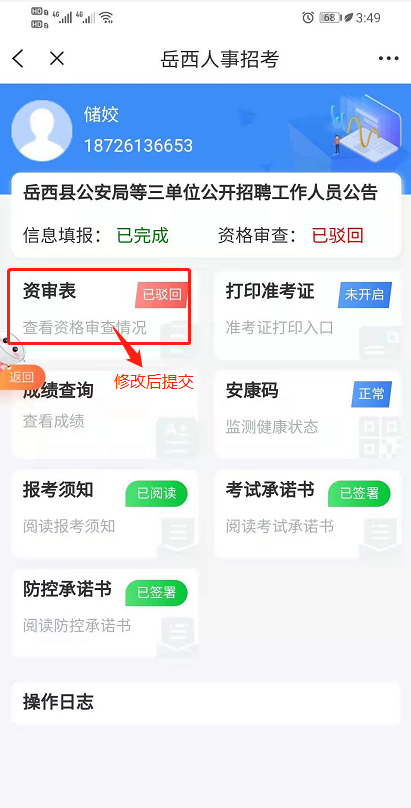 HD 4G 4G 68 3:49
HD
岳西人事招考
储姣
18726136653
岳西县公安局等三单位公开招聘工作人员公告
信息填报： 已完成 资格审查： 已驳回
资审表 已驳回 打印准考证 未开启
查看资格审查情况 准考证打印入口
返回 修改后提交
成绩查询 安康码 正常
查看成绩 监测健康状态
报考须知 已阅读 考试承诺书 已签署
阅读报考须知 阅读考试承诺书
防控承诺书 已签署
阅读防控承诺书
操作日志